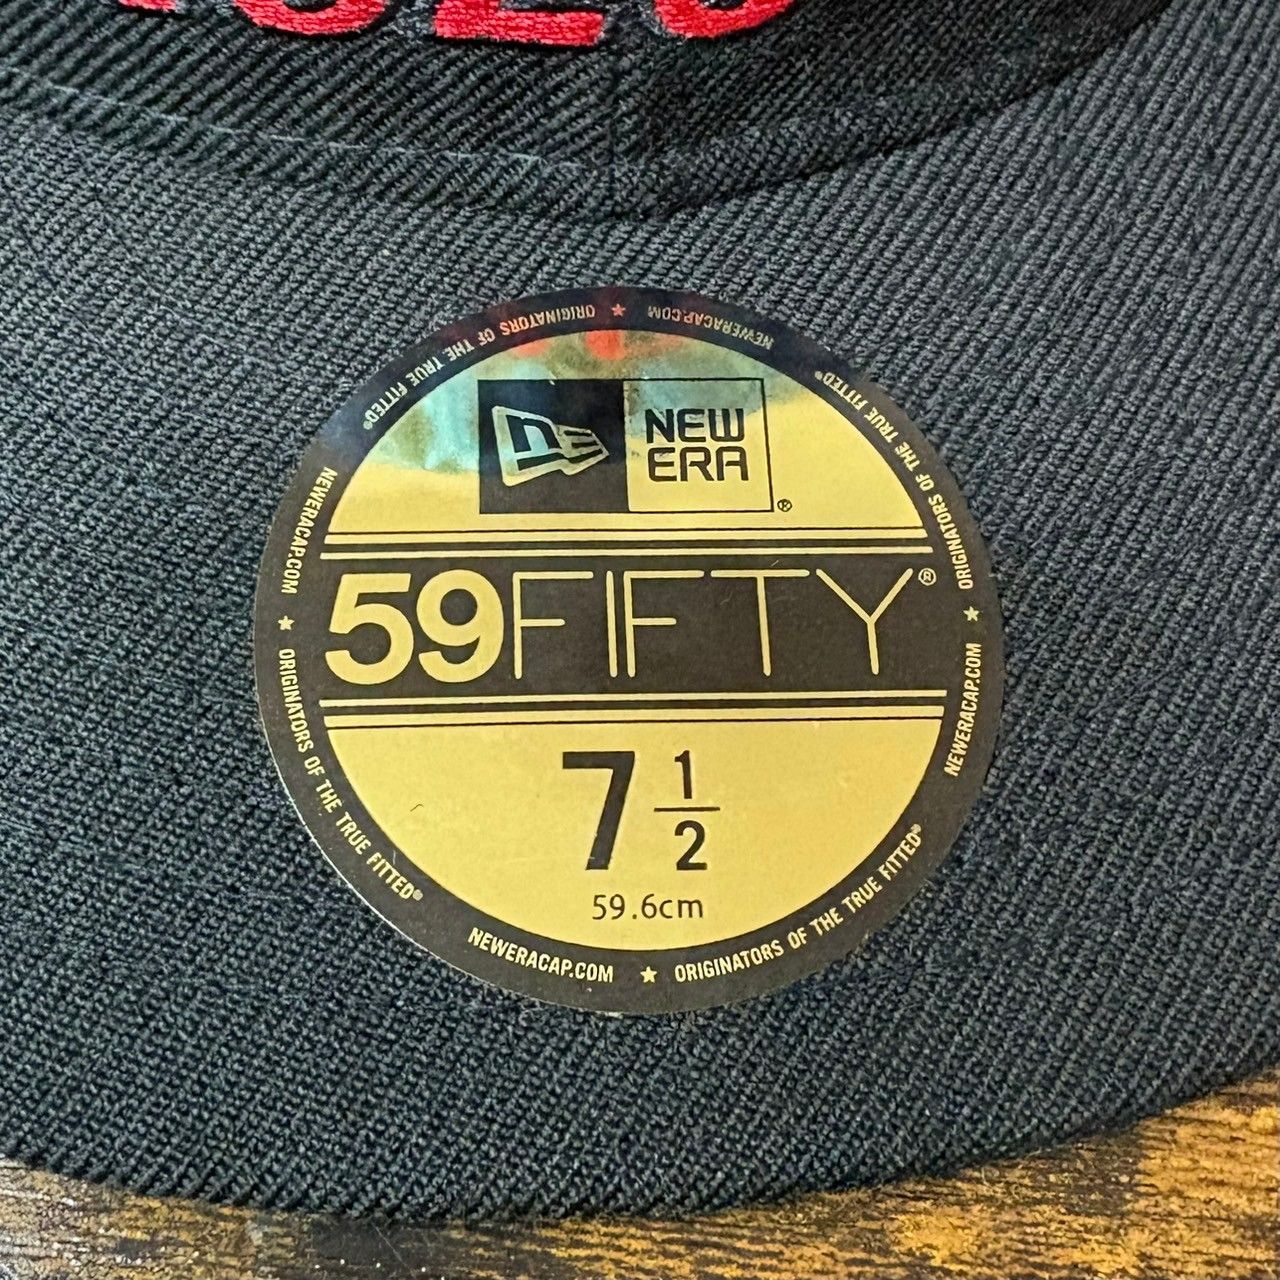 NEW
ERA
®
59FIFTY®
7 1/2
59.6cm
NEWERACAP.COM ★ ORIGINATORS OF THE TRUE FITTED®
NEWERACAP.COM ★ ORIGINATORS OF THE TRUE FITTED®
NEWERACAP.COM ★ ORIGINATORS OF THE TRUE FITTED®
NEWERACAP.COM ★ ORIGINATORS OF THE TRUE FITTED®